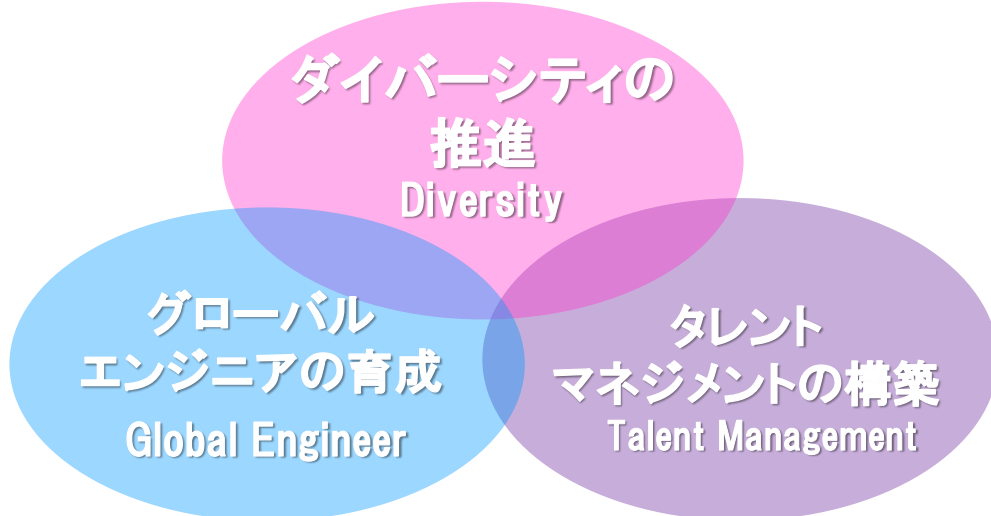 ダイバーシティの
推進
Diversity
グローバル
エンジニアの育成
Global Engineer
タレント
マネジメントの構築
Talent Management